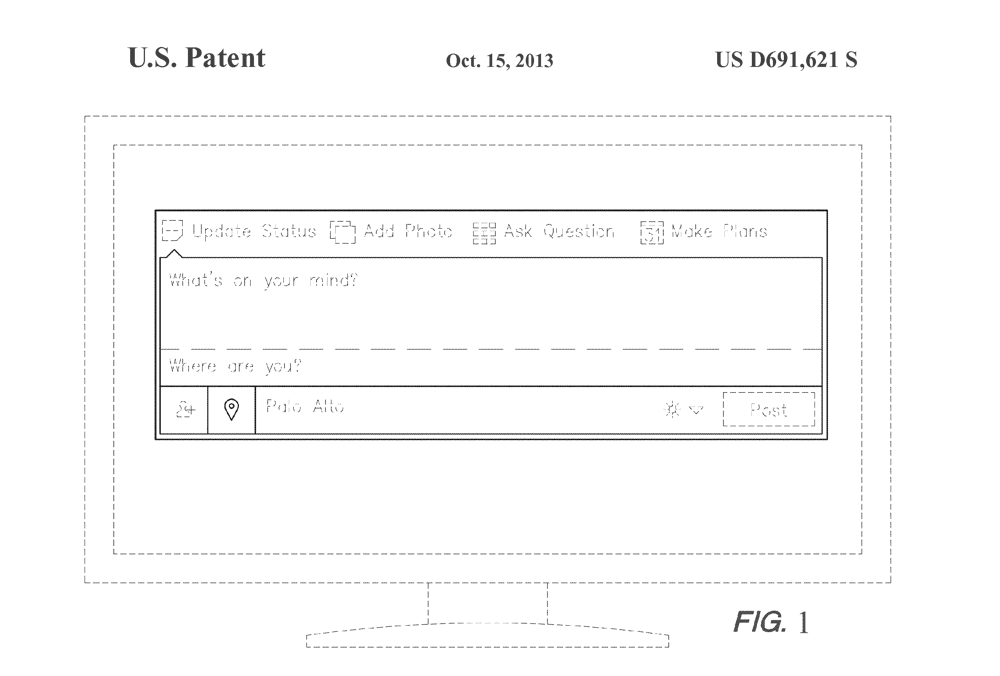 U.S. Patent Oct. 15, 2013 US D691,621 S
Update Status Add Photo Ask Question 31 Make Plans
What's on your mind?
Where are you?
Palo Alto Post
FIG. 1